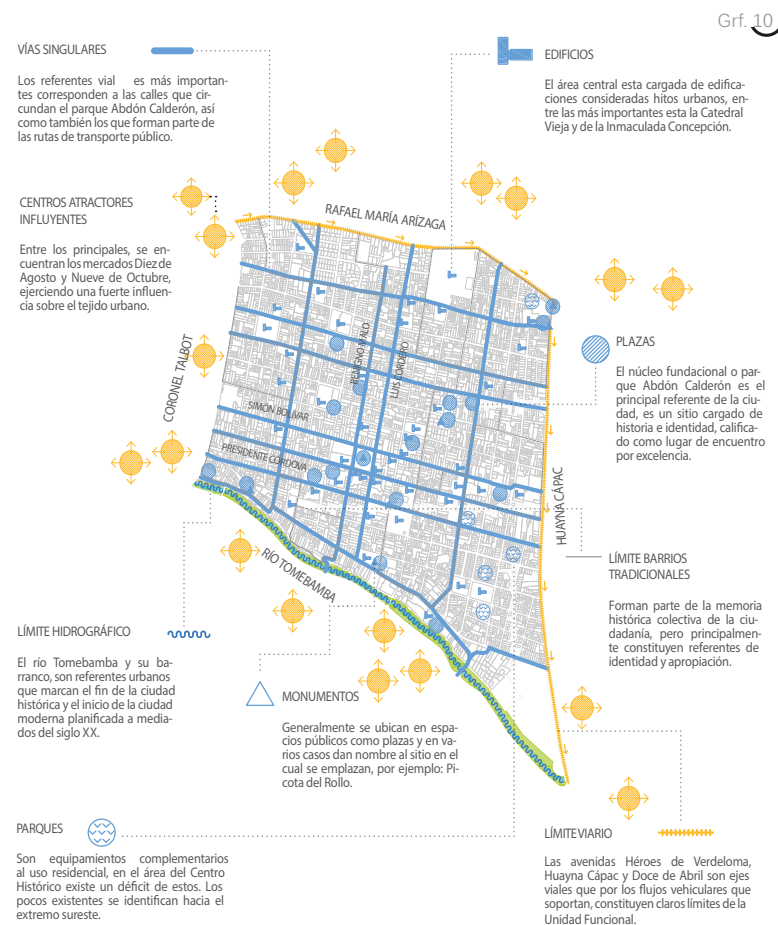 Grf. 10
VÍAS SINGULARES
Los referentes vial es más importan-
tes corresponden a las calles que cir-
cundan el parque Abdón Calderón, así
como también los que forman parte de
las rutas de transporte público.
EDIFICIOS
El área central esta cargada de edifica-
ciones consideradas hitos urbanos, en-
tre las más importantes esta la Catedral
Vieja y de la Inmaculada Concepción.
CENTROS ATRACTORES
INFLUYENTES
Entre los principales, se en-
cuentran los mercados Diez de
Agosto y Nueve de Octubre,
ejerciendo una fuerte influen-
cia sobre el tejido urbano.
RAFAEL MARÍA ARÍZAGA
CORONEL TALBOT
BENIGNO MALO
LUIS CORDERO
SIMÓN BOLÍVAR
PRESIDENTE CÓRDOVA
HUAYNA CÁPAC
RÍO TOMEBAMBA
PLAZAS
El núcleo fundacional o par-
que Abdón Calderón es el
principal referente de la ciu-
dad, es un sitio cargado de
historia e identidad, califica-
do como lugar de encuentro
por excelencia.
LÍMITE BARRIOS
TRADICIONALES
Forman parte de la memoria
histórica colectiva de la ciu-
dadanía, pero principalmen-
te constituyen referentes de
identidad y apropiación.
LÍMITE HIDROGRÁFICO
El río Tomebamba y su ba-
rranco, son referentes urbanos
que marcan el fin de la ciudad
histórica y el inicio de la ciudad
moderna planificada a media-
dos del siglo XX.
MONUMENTOS
Generalmente se ubican en espa-
cios públicos como plazas y en va-
rios casos dan nombre al sitio en el
cual se emplazan, por ejemplo: Pi-
cota del Rollo.
PARQUES
Son equipamientos complementarios
al uso residencial, en el área del Centro
Histórico existe un déficit de estos. Los
pocos existentes se identifican hacia el
extremo sureste.
LÍMITE VIARIO
Las avenidas Héroes de Verdeloma,
Huayna Cápac y Doce de Abril son ejes
viales que por los flujos vehiculares que
soportan, constituyen claros límites de la
Unidad Funcional.